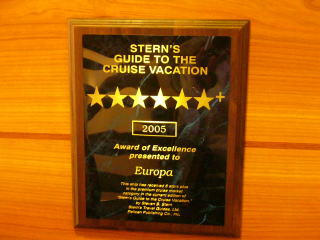 STERN'S
GUIDE TO THE
CRUISE VACATION
+
2005
Award of Excellence
presented to
Europa
This ship has received 6 stars plus
in the premium cruise market
category in the current edition of
"Stern's Guide to the Cruise Vacation,"
by Steven B. Stern
Stern's Travel Bureau, Ltd.
Pelican Publishing Co., Inc.